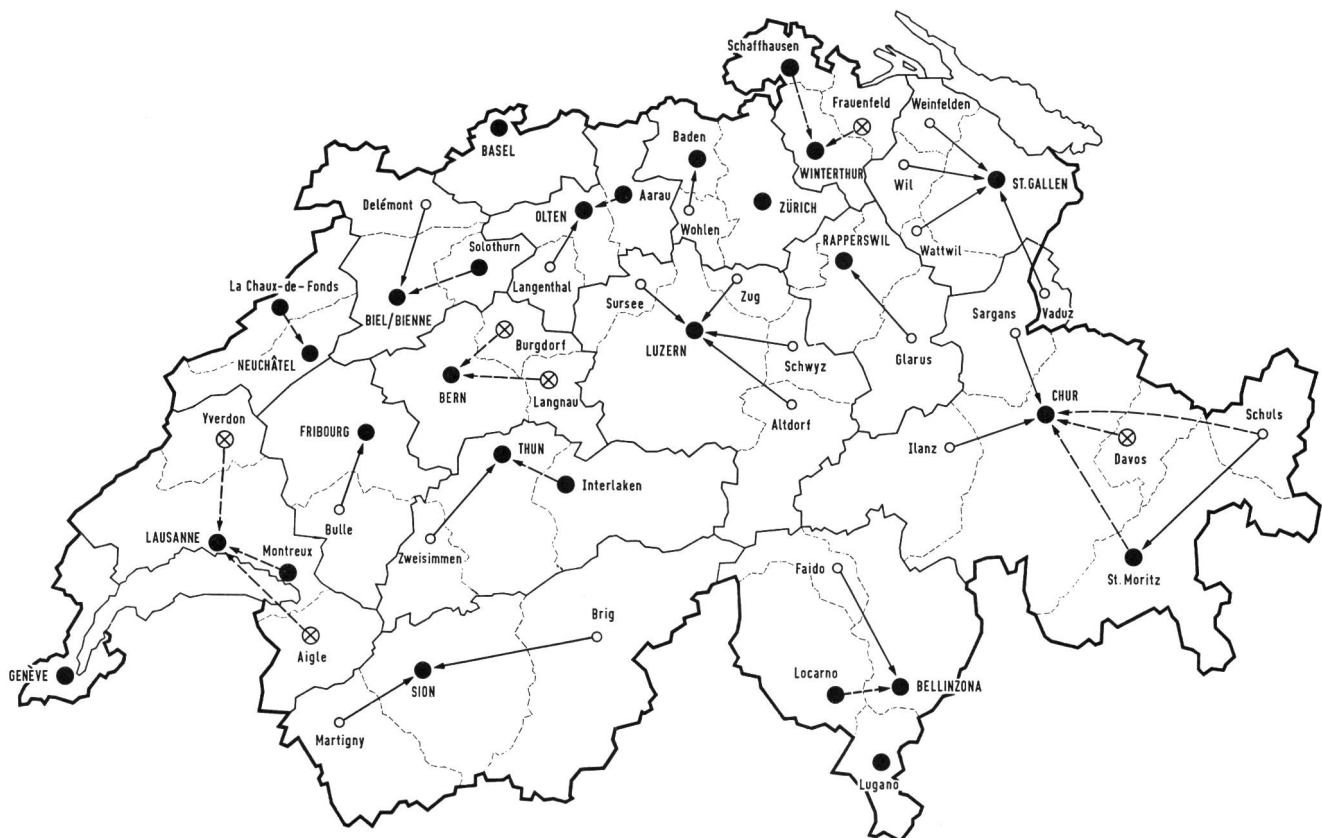 Schaffhausen
Frauenfeld
Weinfelden
BASEL
Baden
WINTERTHUR
Wil
ST.GALLEN
Delémont
OLTEN
Aarau
ZÜRICH
Wohlen
Solothurn
RAPPERSWIL
Wattwil
La Chaux-de-Fonds
Langenthal
Sursee
Zug
Vaduz
BIEL/BIENNE
Sargans
NEUCHÂTEL
Burgdorf
LUZERN
Schwyz
Glarus
BERN
Langnau
CHUR
Yverdon
FRIBOURG
Altdorf
Schuls
THUN
Ilanz
Davos
Interlaken
Bulle
LAUSANNE
Montreux
Zweisimmen
Faido
St. Moritz
Brig
Aigle
GENÈVE
SION
Locarno
BELLINZONA
Martigny
Lugano